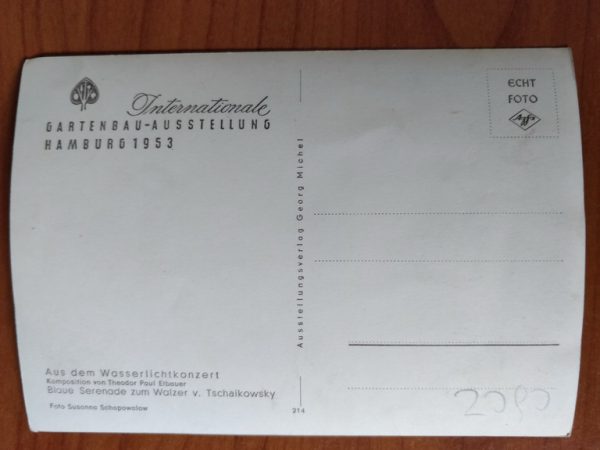 Internationale
GARTENBAU-AUSSTELLUNG
HAMBURG 1953
ECHT
FOTO
Agfa
Ausstellungsverlag Georg Michel
Aus dem Wasserlichtkonzert
Komposition von Theodor Paul Etbauer
Blaue Serenade zum Walzer v. Tschaikowsky
Foto Susanne Schapowalow
214